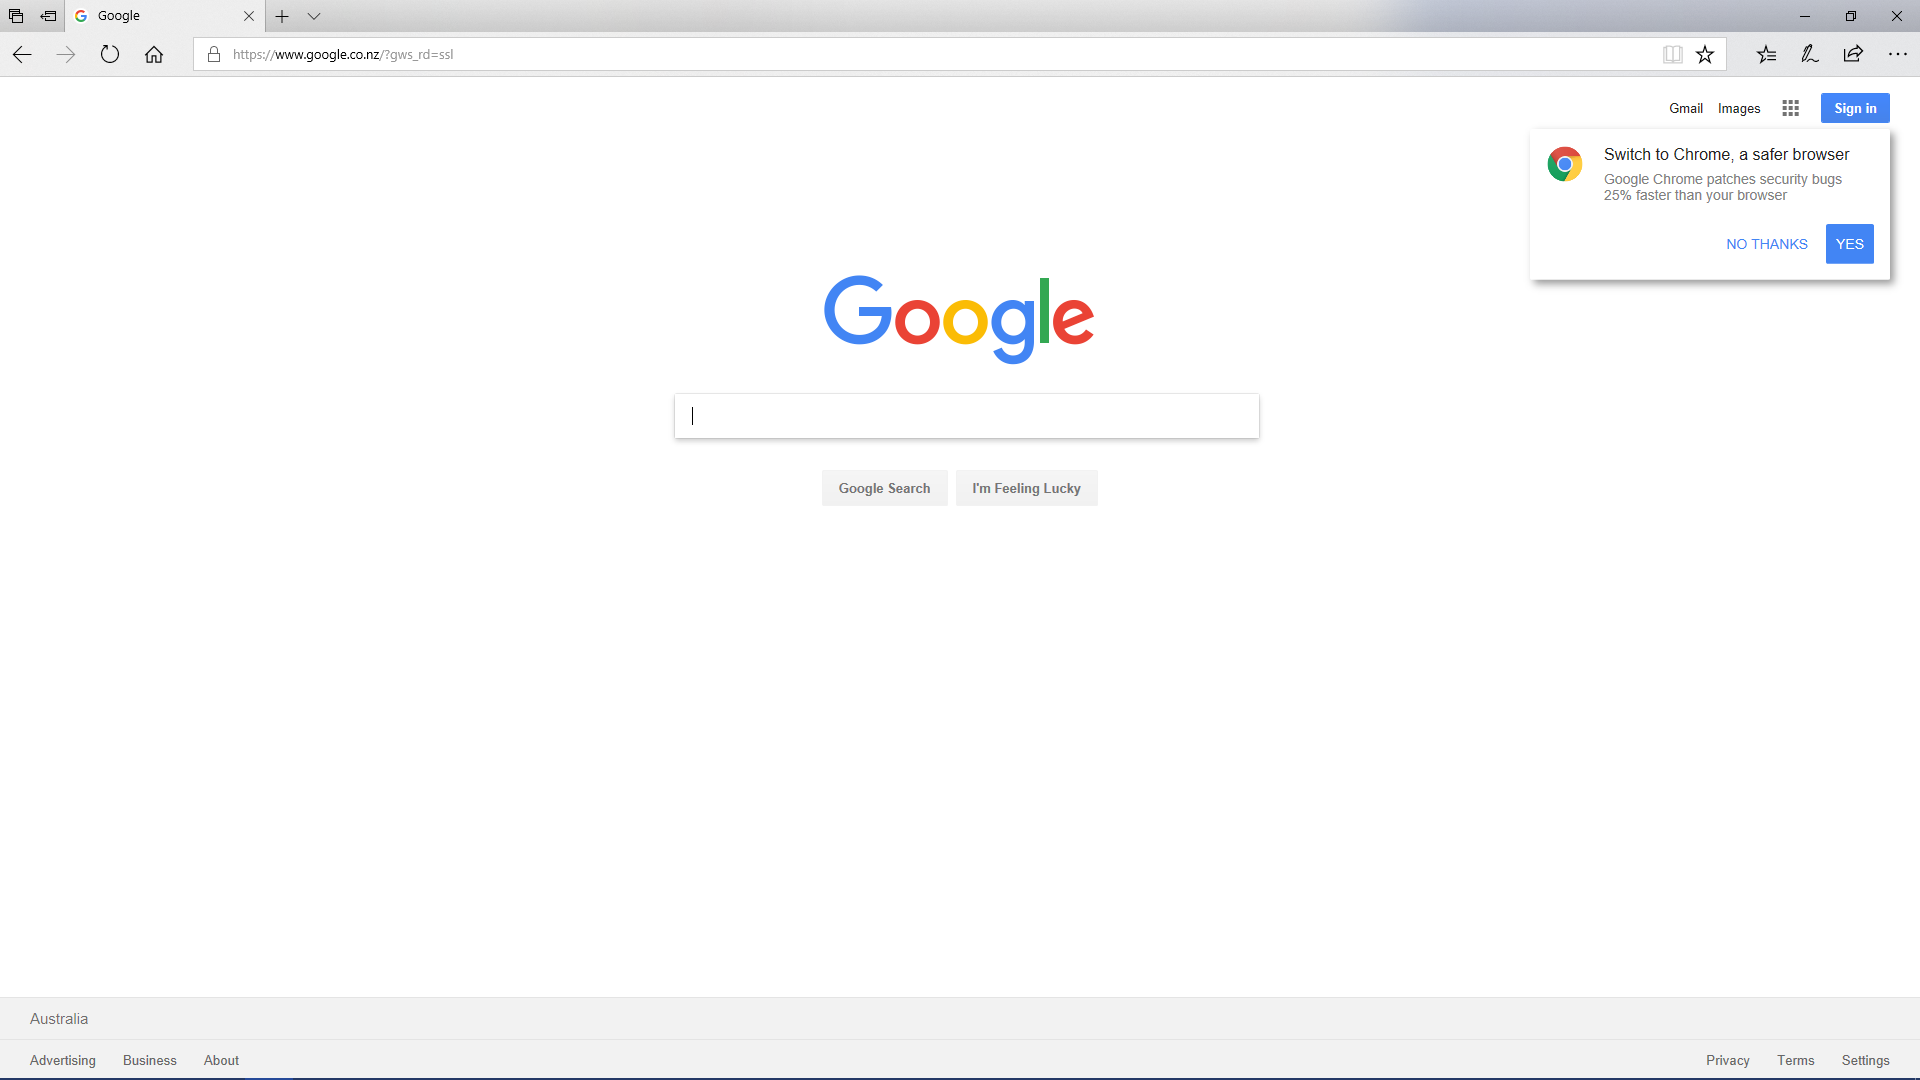 Google
https://www.google.co.nz/?gws_rd=ssl
Gmail Images Sign in
Switch to Chrome, a safer browser
Google Chrome patches security bugs
25% faster than your browser
NO THANKS YES
Google
Google Search I'm Feeling Lucky
Australia
Advertising Business About Privacy Terms Settings